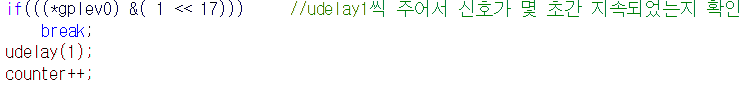 if(((*gplev0) &( 1 << 17)))     //udelay1씩 주어서 신호가 몇 초간 지속되었는지 확인
    break;
udelay(1);
counter++;